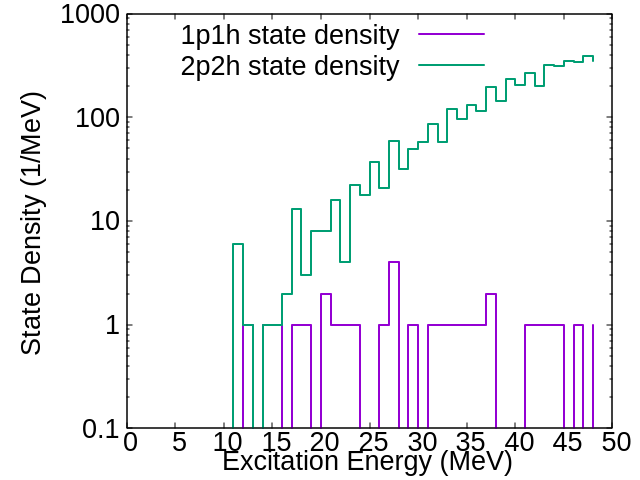 1000
100
10
1
0.1
State Density (1/MeV)
1p1h state density
2p2h state density
0 5 10 15 20 25 30 35 40 45 50
Excitation Energy (MeV)